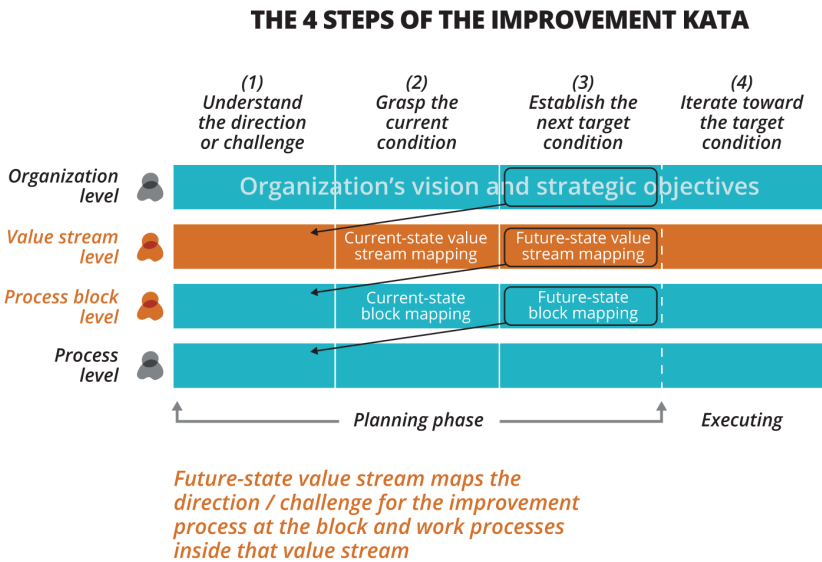 THE 4 STEPS OF THE IMPROVEMENT KATA
(1)
Understand
the direction
or challenge
(2)
Grasp the
current
condition
(3)
Establish the
next target
condition
(4)
Iterate toward
the target
condition
Organization
level
Organization's vision and strategic objectives
Value stream
level
Current-state value
stream mapping
Future-state value
stream mapping
Process block
level
Current-state
block mapping
Future-state
block mapping
Process
level
Planning phase
Executing
Future-state value stream maps the
direction / challenge for the improvement
process at the block and work processes
inside that value stream